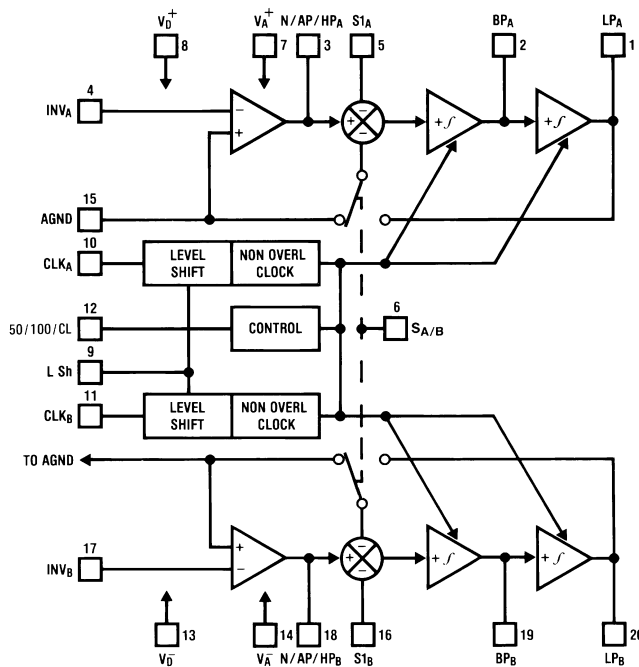 V_D^+ V_A^+ N/AP/HP_A S1_A BP_A LP_A
8 7 3 5 2 1
4
INV_A
−
+
+ − −
+∫ +∫
15
AGND
10
CLK_A LEVEL SHIFT NON OVERL CLOCK
12
50/100/CL CONTROL
6
S_A/B
9
L Sh
11
CLK_B LEVEL SHIFT NON OVERL CLOCK
TO AGND
17
INV_B
+
−
− + −
+∫ +∫
13 14 18 16 19 20
V_D^- V_A^- N/AP/HP_B S1_B BP_B LP_B